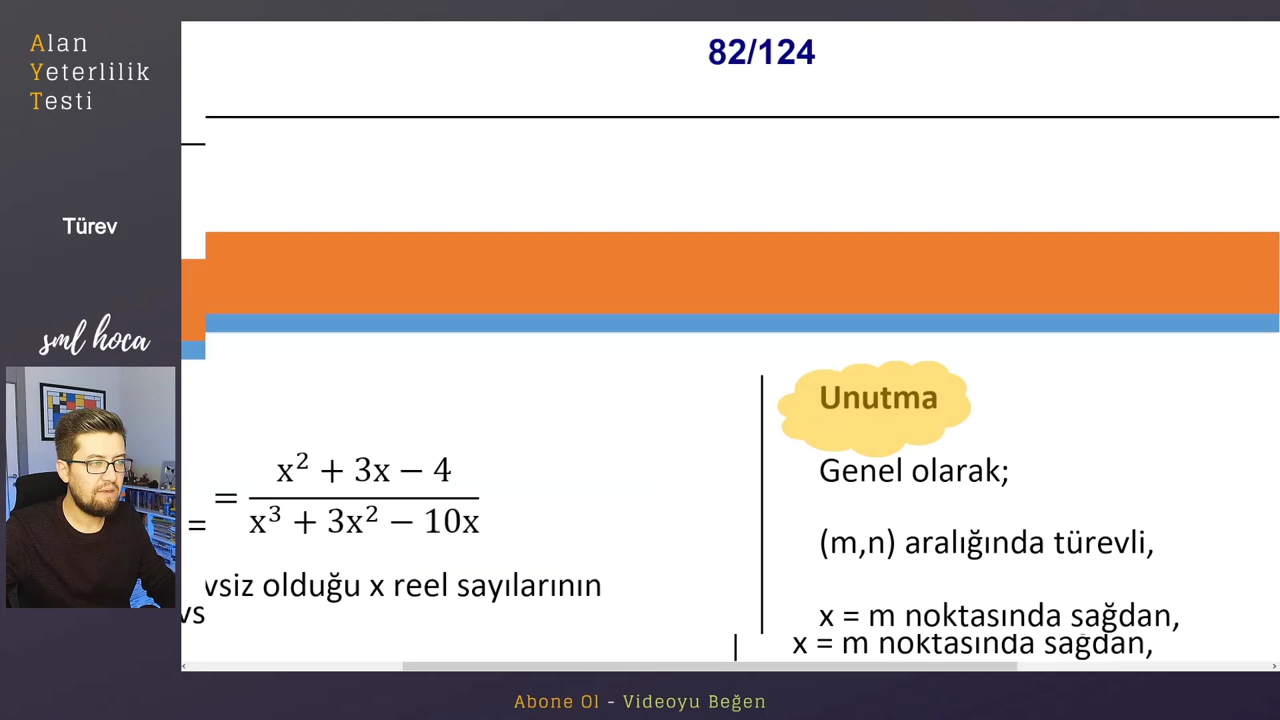 Alan
Yeterlilik
Testi
82/124
Türev
sml hoca
Unutma
Genel olarak;
= x² + 3x − 4
x³ + 3x² − 10x
=
(m,n) aralığında türevli,
vsiz olduğu x reel sayılarının
vs
x = m noktasında sağdan,
x = m noktasında sağdan,
Abone Ol - Videoyu Beğen